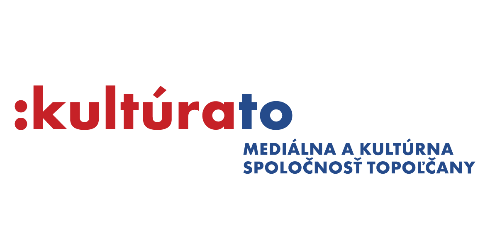 :kultúrato
MEDIÁLNA A KULTÚRNA
SPOLOČNOSŤ TOPOĽČANY